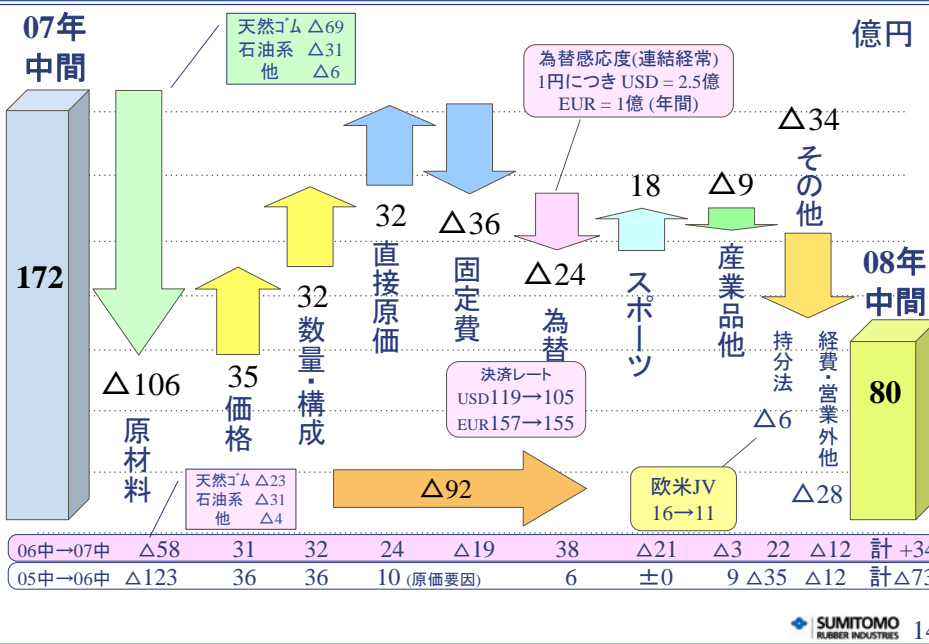 07年
中間
天然ｺﾞﾑ △69
石油系 △31
他 △6
為替感応度(連結経常)
1円につき USD = 2.5億
EUR = 1億 (年間)
億円
172
△106
原材料
35
価格
32
数量・構成
32
直接原価
△36
固定費
△24
為替
18
スポーツ
△9
産業品他
△34
その他
持分法
△6
経費・営業外他
△28
08年
中間
80
決済レート
USD119→105
EUR157→155
天然ｺﾞﾑ △23
石油系 △31
他 △4
△92
欧米JV
16→11
06中→07中 △58 31 32 24 △19 38 △21 △3 22 △12 計 +34
05中→06中 △123 36 36 10 (原価要因) 6 ±0 9 △35 △12 計△73
SUMITOMO
RUBBER INDUSTRIES
14